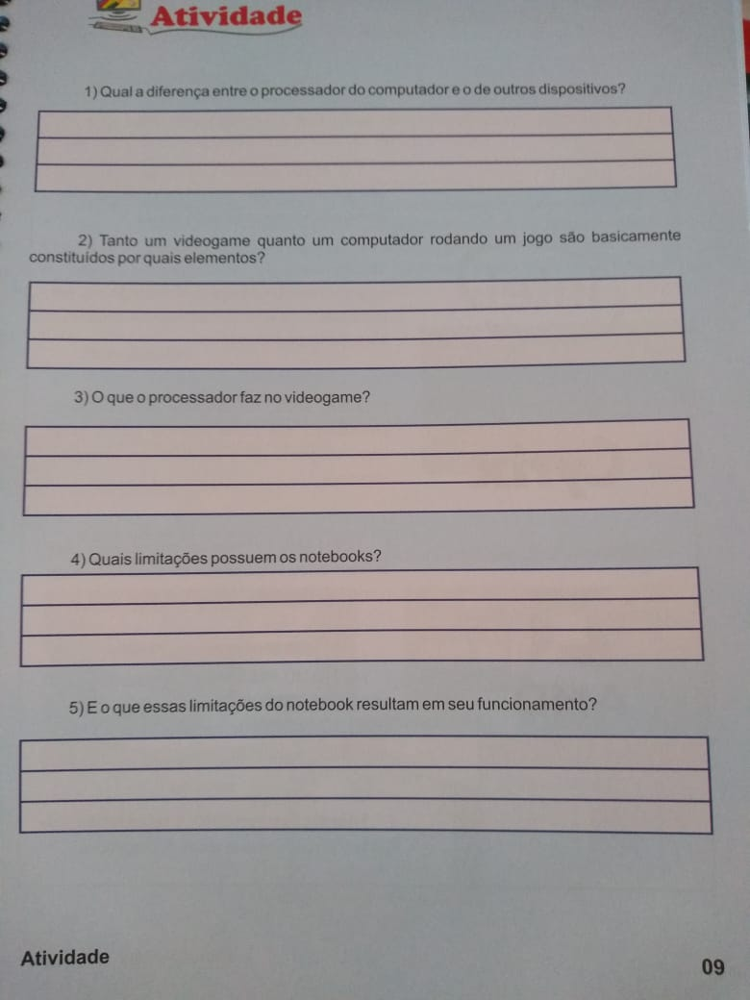 Atividade
1) Qual a diferença entre o processador do computador e o de outros dispositivos?
2) Tanto um videogame quanto um computador rodando um jogo são basicamente
constituídos por quais elementos?
3) O que o processador faz no videogame?
4) Quais limitações possuem os notebooks?
5) E o que essas limitações do notebook resultam em seu funcionamento?
Atividade
09